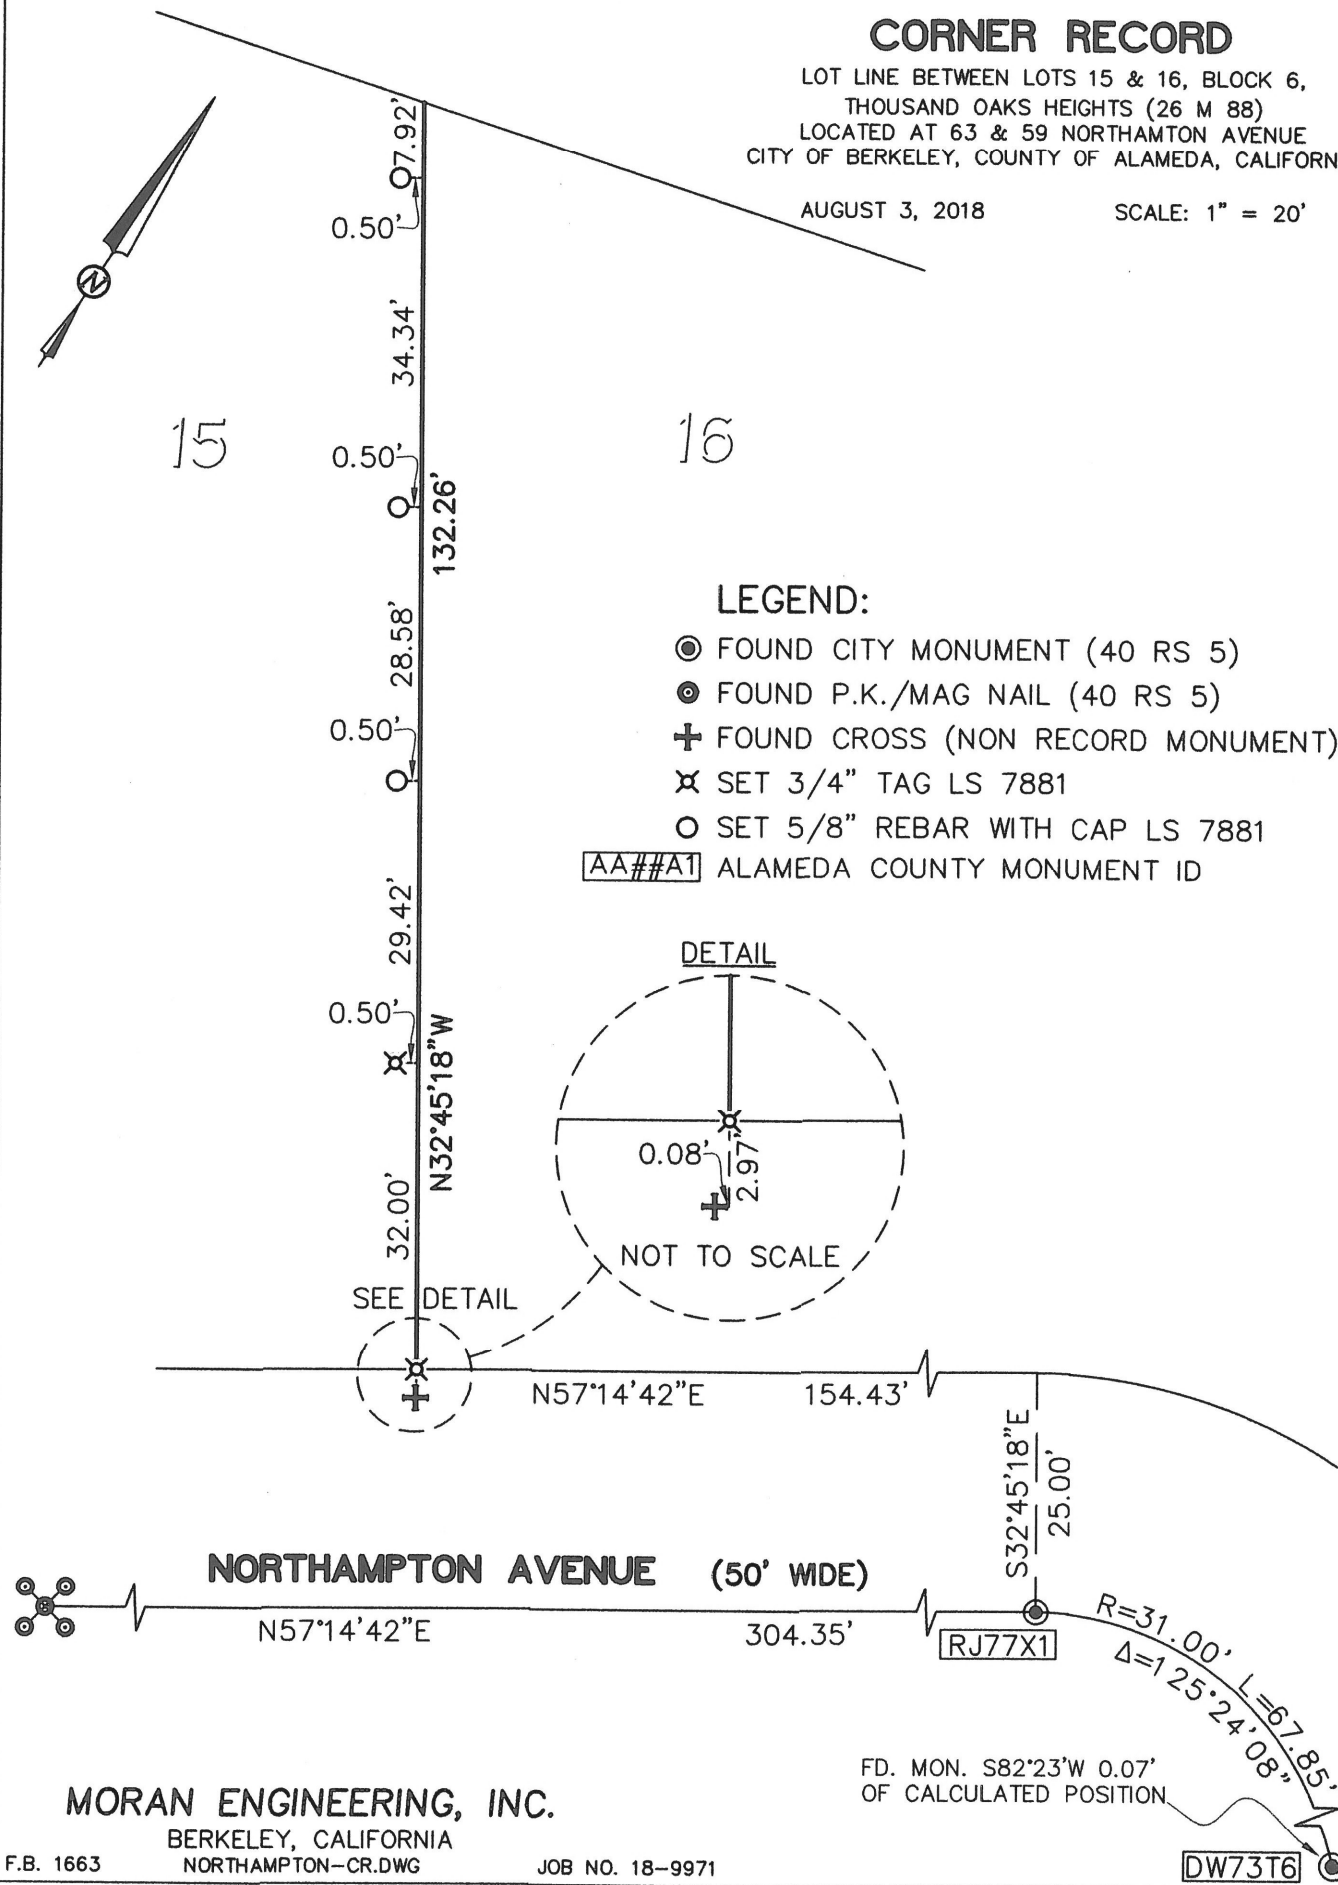 CORNER RECORD
LOT LINE BETWEEN LOTS 15 & 16, BLOCK 6,
THOUSAND OAKS HEIGHTS (26 M 88)
LOCATED AT 63 & 59 NORTHAMTON AVENUE
CITY OF BERKELEY, COUNTY OF ALAMEDA, CALIFORN
AUGUST 3, 2018
SCALE: 1" = 20'
N
7.92'
0.50'
34.34'
15
16
0.50'
132.26'
28.58'
0.50'
LEGEND:
FOUND CITY MONUMENT (40 RS 5)
FOUND P.K./MAG NAIL (40 RS 5)
FOUND CROSS (NON RECORD MONUMENT)
SET 3/4" TAG LS 7881
SET 5/8" REBAR WITH CAP LS 7881
AA##A1 ALAMEDA COUNTY MONUMENT ID
29.42'
0.50'
N32°45'18"W
32.00'
DETAIL
0.08'
2.97'
NOT TO SCALE
SEE DETAIL
N57°14'42"E
154.43'
S32°45'18"E
25.00'
NORTHAMPTON AVENUE (50' WIDE)
N57°14'42"E
304.35'
RJ77X1
R=31.00' L=67.85'
Δ=125°24'08"
FD. MON. S82°23'W 0.07'
OF CALCULATED POSITION
DW73T6
MORAN ENGINEERING, INC.
BERKELEY, CALIFORNIA
F.B. 1663
NORTHAMPTON-CR.DWG
JOB NO. 18-9971